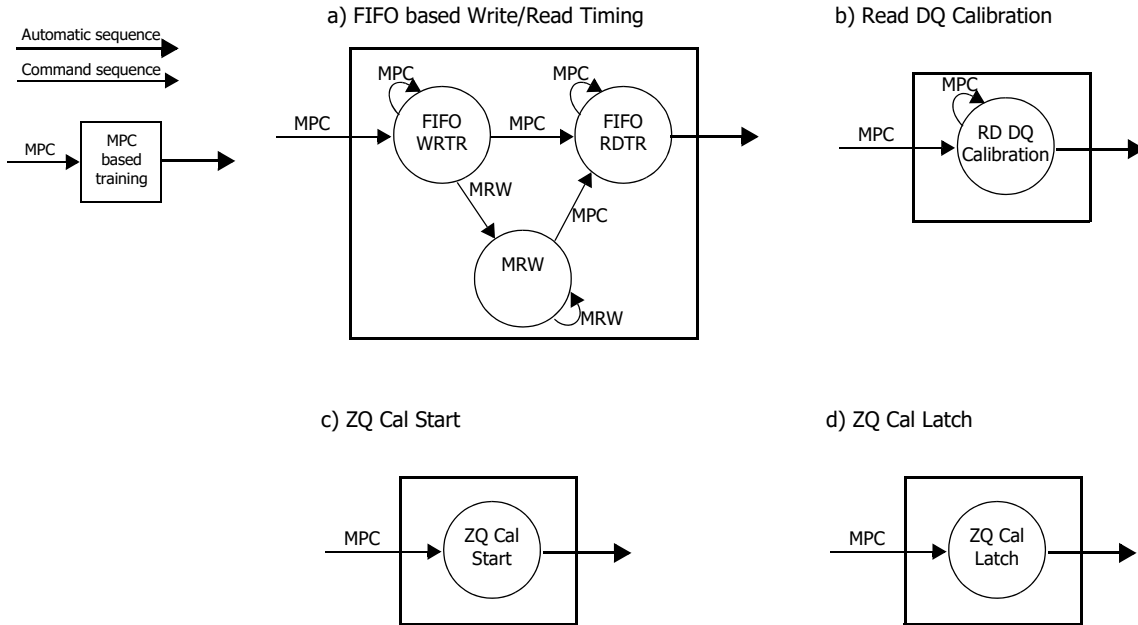 Automatic sequence
Command sequence
MPC
MPC
based
training
a) FIFO based Write/Read Timing
MPC
MPC
FIFO
WRTR
MPC
MPC
FIFO
RDTR
MRW
MPC
MRW
MRW
b) Read DQ Calibration
MPC
MPC
RD DQ
Calibration
c) ZQ Cal Start
MPC
ZQ Cal
Start
d) ZQ Cal Latch
MPC
ZQ Cal
Latch